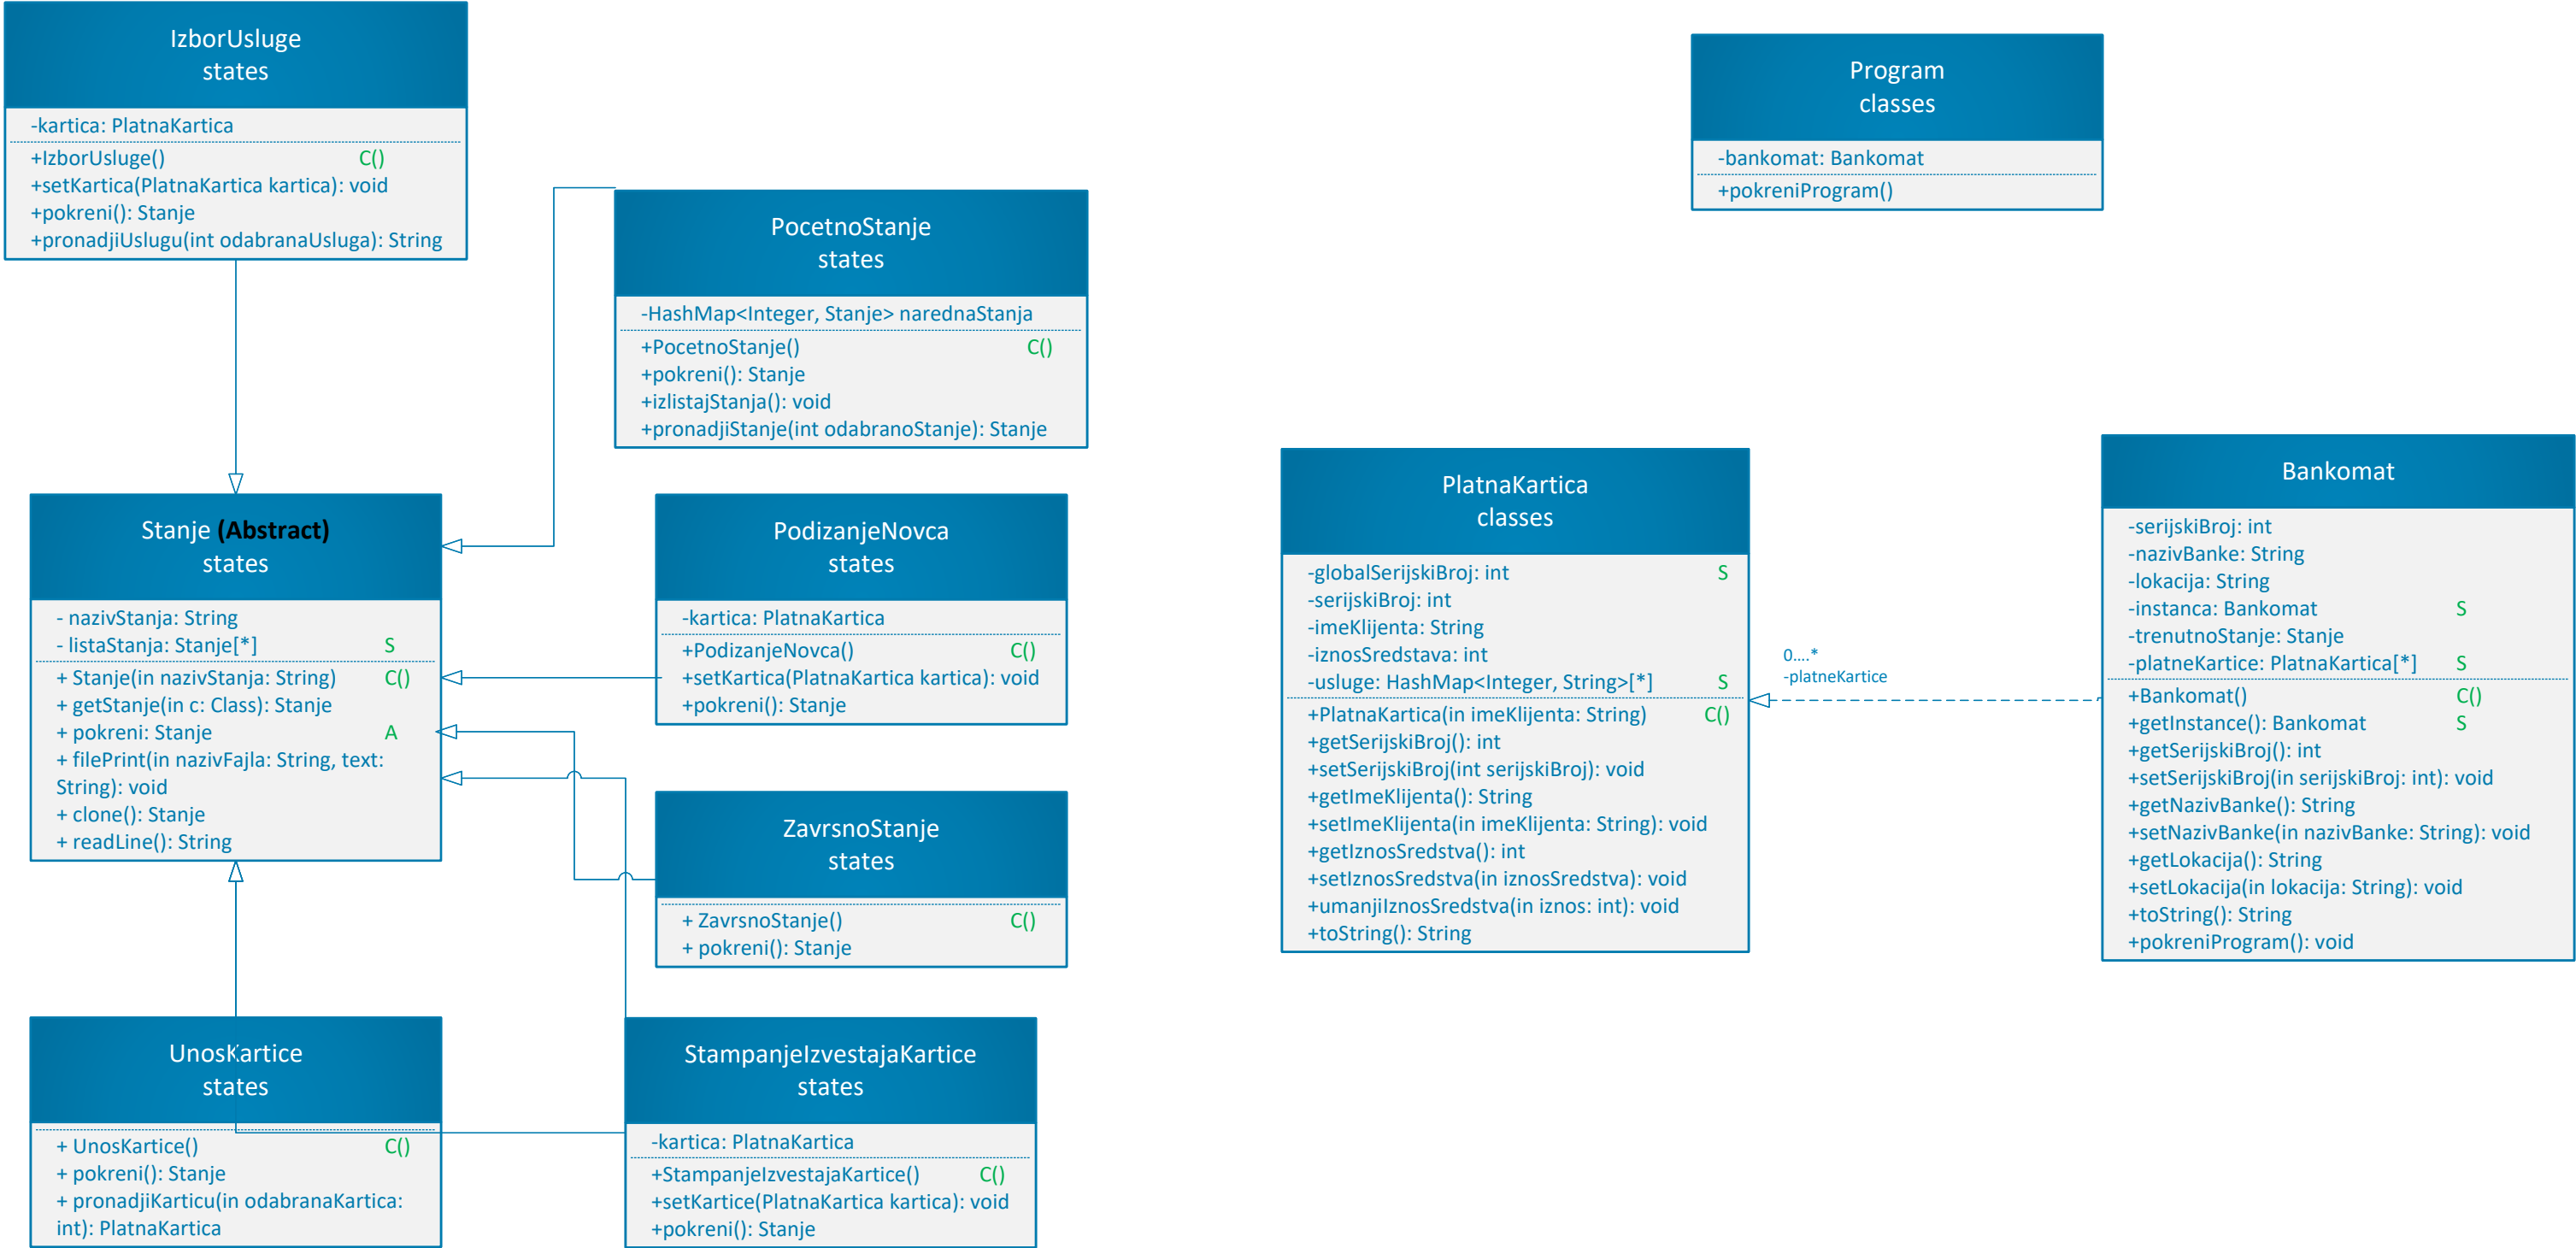 IzborUsluge
states
-kartica: PlatnaKartica
+IzborUsluge() C()
+setKartica(PlatnaKartica kartica): void
+pokreni(): Stanje
+pronadjiUslugu(int odabranaUsluga): String
Program
classes
-bankomat: Bankomat
+pokreniProgram()
PocetnoStanje
states
-HashMap<Integer, Stanje> narednaStanja
+PocetnoStanje() C()
+pokreni(): Stanje
+izlistajStanja(): void
+pronadjiStanje(int odabranoStanje): Stanje
Stanje (Abstract)
states
- nazivStanja: String
- listaStanja: Stanje[*] S
+ Stanje(in nazivStanja: String) C()
+ getStanje(in c: Class): Stanje
+ pokreni: Stanje A
+ filePrint(in nazivFajla: String, text:
String): void
+ clone(): Stanje
+ readLine(): String
PodizanjeNovca
states
-kartica: PlatnaKartica
+PodizanjeNovca() C()
+setKartica(PlatnaKartica kartica): void
+pokreni(): Stanje
ZavrsnoStanje
states
+ ZavrsnoStanje() C()
+ pokreni(): Stanje
UnosKartice
states
+ UnosKartice() C()
+ pokreni(): Stanje
+ pronadjiKarticu(in odabranaKartica:
int): PlatnaKartica
StampanjeIzvestajaKartice
states
-kartica: PlatnaKartica
+StampanjeIzvestajaKartice() C()
+setKartice(PlatnaKartica kartica): void
+pokreni(): Stanje
PlatnaKartica
classes
-globalSerijskiBroj: int S
-serijskiBroj: int
-imeKlijenta: String
-iznosSredstava: int
-usluge: HashMap<Integer, String>[*] S
+PlatnaKartica(in imeKlijenta: String) C()
+getSerijskiBroj(): int
+setSerijskiBroj(int serijskiBroj): void
+getImeKlijenta(): String
+setImeKlijenta(in imeKlijenta: String): void
+getIznosSredstva(): int
+setIznosSredstva(in iznosSredstva): void
+umanjiIznosSredstva(in iznos: int): void
+toString(): String
0....*
-platneKartice
Bankomat
-serijskiBroj: int
-nazivBanke: String
-lokacija: String
-instanca: Bankomat S
-trenutnoStanje: Stanje
-platneKartice: PlatnaKartica[*] S
+Bankomat() C()
+getInstance(): Bankomat S
+getSerijskiBroj(): int
+setSerijskiBroj(in serijskiBroj: int): void
+getNazivBanke(): String
+setNazivBanke(in nazivBanke: String): void
+getLokacija(): String
+setLokacija(in lokacija: String): void
+toString(): String
+pokreniProgram(): void